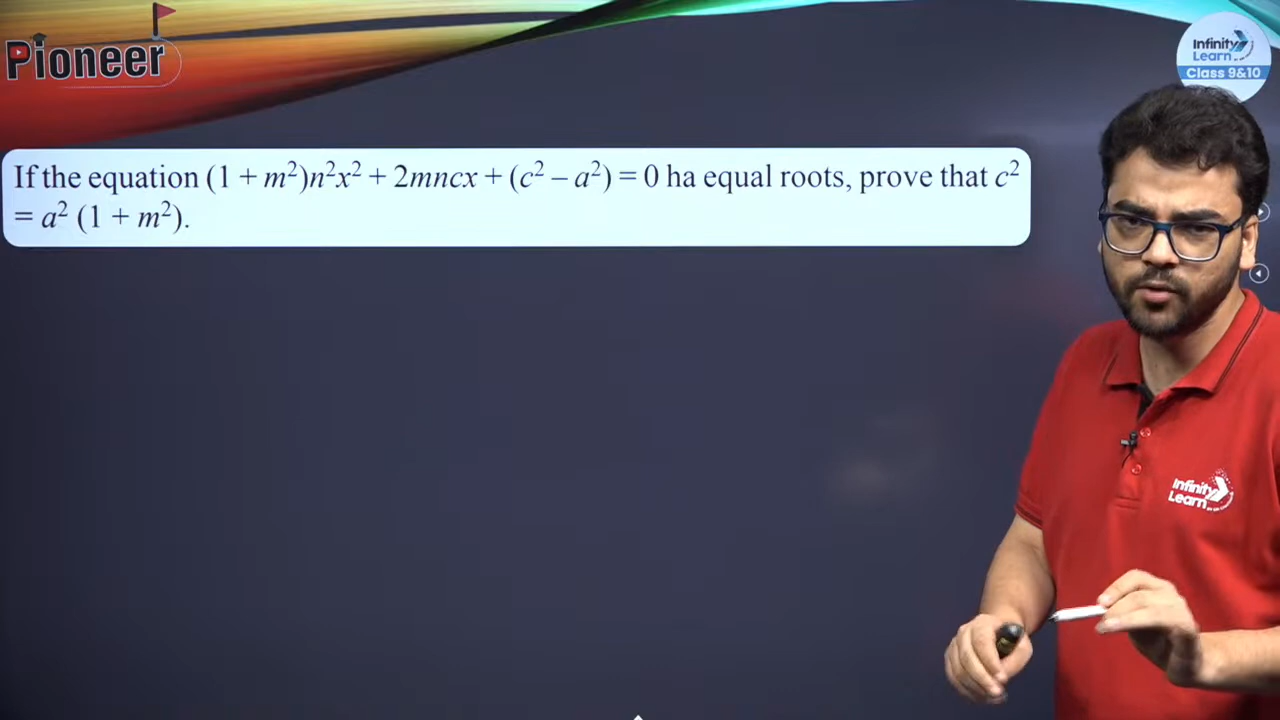 Pioneer
Infinity
Learn
Class 9&10
If the equation (1 + m²)n²x² + 2mncx + (c² – a²) = 0 ha equal roots, prove that c²
= a² (1 + m²).
Infinity
Learn